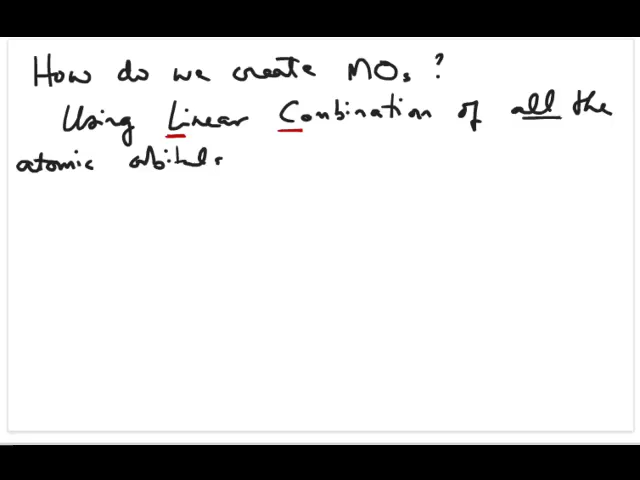 How do we create MOs ?
Using Linear Combination of all the
atomic orbitals